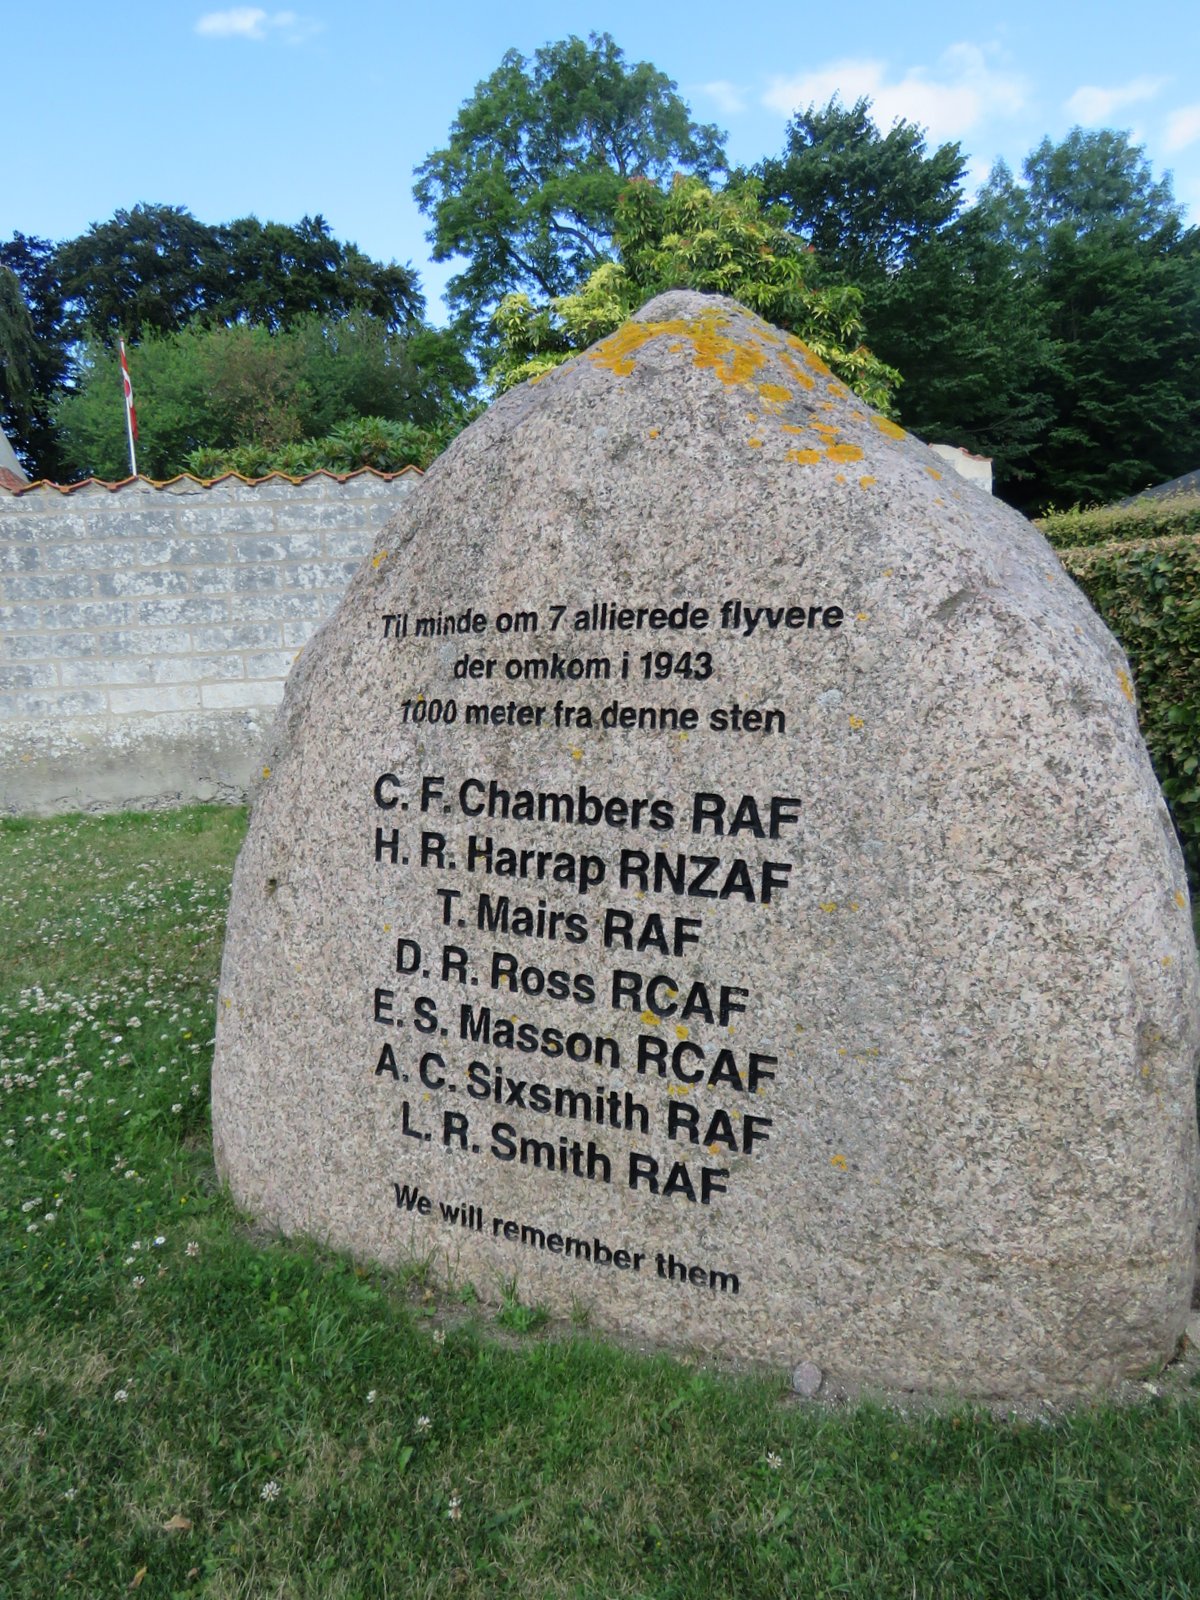 Til minde om 7 allierede flyvere
der omkom i 1943
1000 meter fra denne sten
C. F. Chambers RAF
H. R. Harrap RNZAF
T. Mairs RAF
D. R. Ross RCAF
E. S. Masson RCAF
A. C. Sixsmith RAF
L. R. Smith RAF
We will remember them